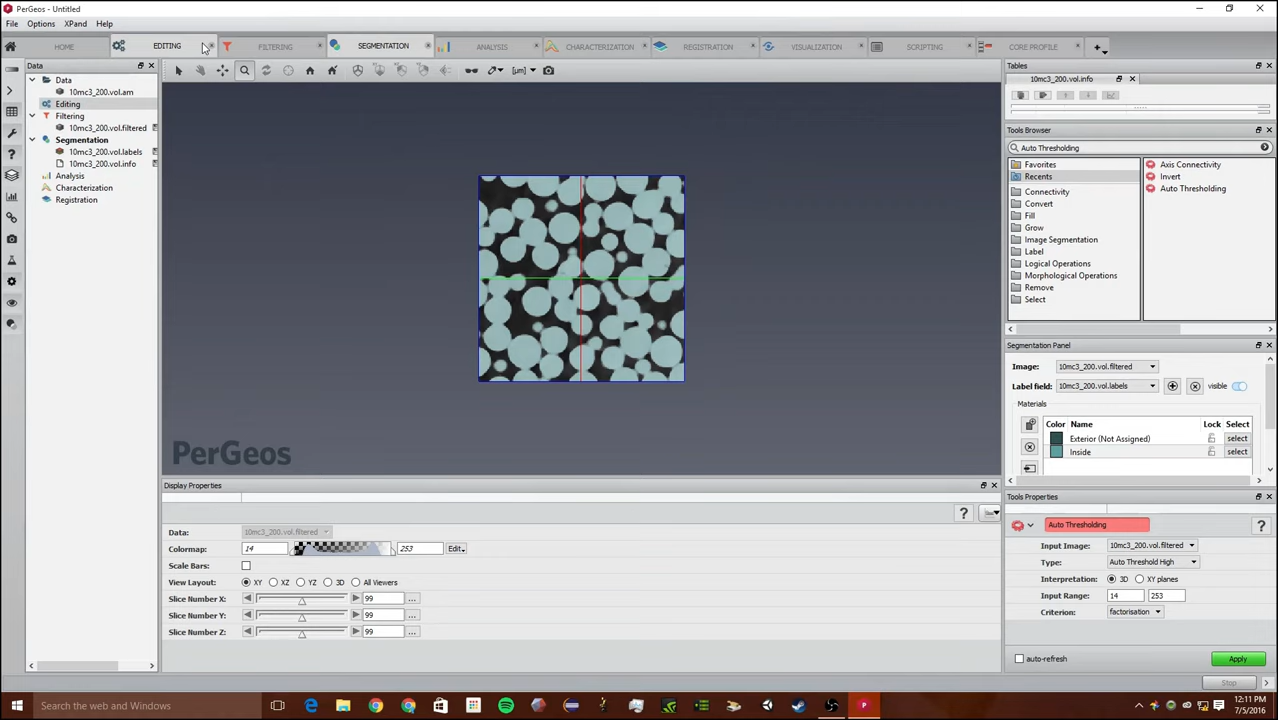 PerGeos - Untitled
File Options XPand Help
HOME EDITING FILTERING SEGMENTATION ANALYSIS CHARACTERIZATION REGISTRATION VISUALIZATION SCRIPTING CORE PROFILE
Data
Data
10mc3_200.vol.am
Editing
Filtering
10mc3_200.vol.filtered
Segmentation
10mc3_200.vol.labels
10mc3_200.vol.info
Analysis
Characterization
Registration
[µm]
PerGeos
Display Properties
Data: 10mc3_200.vol.filtered
Colormap: 14 253 Edit
Scale Bars:
View Layout: XY XZ YZ 3D All Viewers
Slice Number X: 99 ...
Slice Number Y: 99 ...
Slice Number Z: 99 ...
Tables
10mc3_200.vol.info
Tools Browser
Auto Thresholding
Favorites
Recents
Connectivity
Convert
Fill
Grow
Image Segmentation
Label
Logical Operations
Morphological Operations
Remove
Select
Axis Connectivity
Invert
Auto Thresholding
Segmentation Panel
Image: 10mc3_200.vol.filtered
Label field: 10mc3_200.vol.labels visible
Materials
Color Name Lock Select
Exterior (Not Assigned) select
Inside select
Tools Properties
Auto Thresholding
Input Image: 10mc3_200.vol.filtered
Type: Auto Threshold High
Interpretation: 3D XY planes
Input Range: 14 253
Criterion: factorisation
auto-refresh Apply
Stop
Search the web and Windows
12:11 PM
7/5/2016